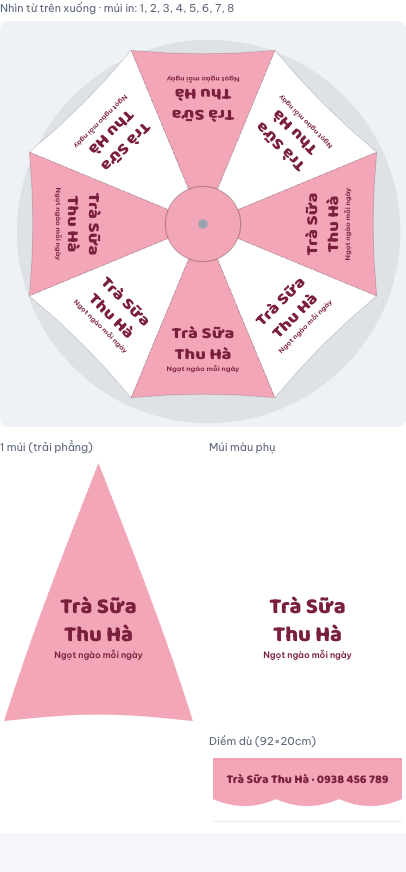 Nhìn từ trên xuống · múi in: 1, 2, 3, 4, 5, 6, 7, 8
Trà Sữa
Thu Hà
Ngọt ngào mỗi ngày
Trà Sữa
Thu Hà
Ngọt ngào mỗi ngày
Trà Sữa
Thu Hà
Ngọt ngào mỗi ngày
Trà Sữa
Thu Hà
Ngọt ngào mỗi ngày
Trà Sữa
Thu Hà
Ngọt ngào mỗi ngày
Trà Sữa
Thu Hà
Ngọt ngào mỗi ngày
Trà Sữa
Thu Hà
Ngọt ngào mỗi ngày
Trà Sữa
Thu Hà
Ngọt ngào mỗi ngày
1 múi (trải phẳng)
Múi màu phụ
Trà Sữa
Thu Hà
Ngọt ngào mỗi ngày
Trà Sữa
Thu Hà
Ngọt ngào mỗi ngày
Diềm dù (92×20cm)
Trà Sữa Thu Hà · 0938 456 789